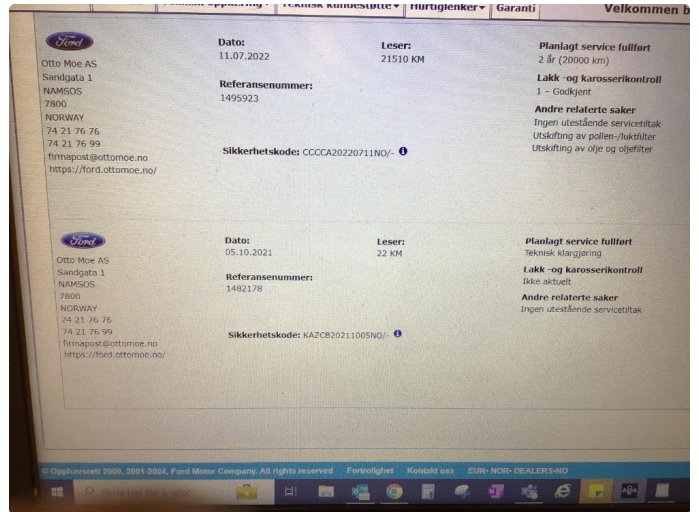 Hurtiglenker
Garanti
Velkommen
Ford
Otto Moe AS
Sandgata 1
NAMSOS
7800
NORWAY
74 21 76 76
74 21 76 99
firmapost@ottomoe.no
https://ford.ottomoe.no/
Dato:
11.07.2022
Leser:
21510 KM
Referansenummer:
1495923
Sikkerhetskode: CCCCA20220711NO/-
Planlagt service fullført
2 år (20000 km)
Lakk -og karosserikontroll
1 – Godkjent
Andre relaterte saker
Ingen utestående servicetiltak
Utskifting av pollen-/luktfilter
Utskifting av olje og oljefilter
Ford
Otto Moe AS
Sandgata 1
NAMSOS
7800
NORWAY
74 21 76 76
74 21 76 99
firmapost@ottomoe.no
https://ford.ottomoe.no/
Dato:
05.10.2021
Leser:
22 KM
Referansenummer:
1482178
Sikkerhetskode: KAZCB20211005NO/-
Planlagt service fullført
Teknisk klargjøring
Lakk -og karosserikontroll
Ikke aktuelt
Andre relaterte saker
Ingen utestående servicetiltak
© Opphavsrett 2000, 2001-2024, Ford Motor Company. All rights reserved Fortrolighet Kontakt oss EUR- NOR- DEALERS-ND